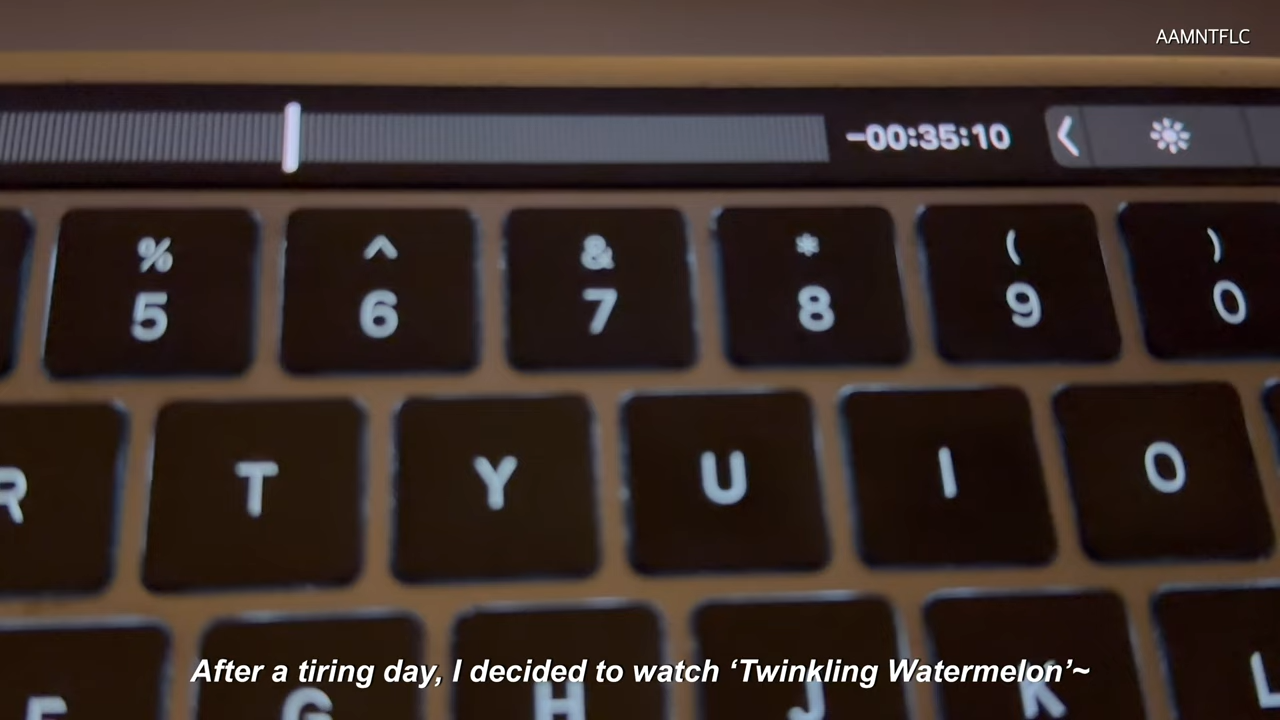 AAMNTFLC
-00:35:10
% ^ & * ( )
5 6 7 8 9 0
R T Y U I O
F G H J K L
After a tiring day, I decided to watch ‘Twinkling Watermelon’~